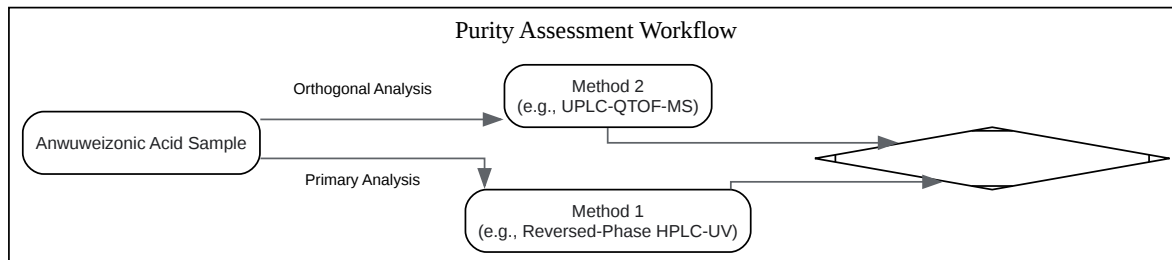 Purity Assessment Workflow
Orthogonal Analysis
Method 2
(e.g., UPLC-QTOF-MS)
Anwuweizonic Acid Sample
Primary Analysis
Method 1
(e.g., Reversed-Phase HPLC-UV)